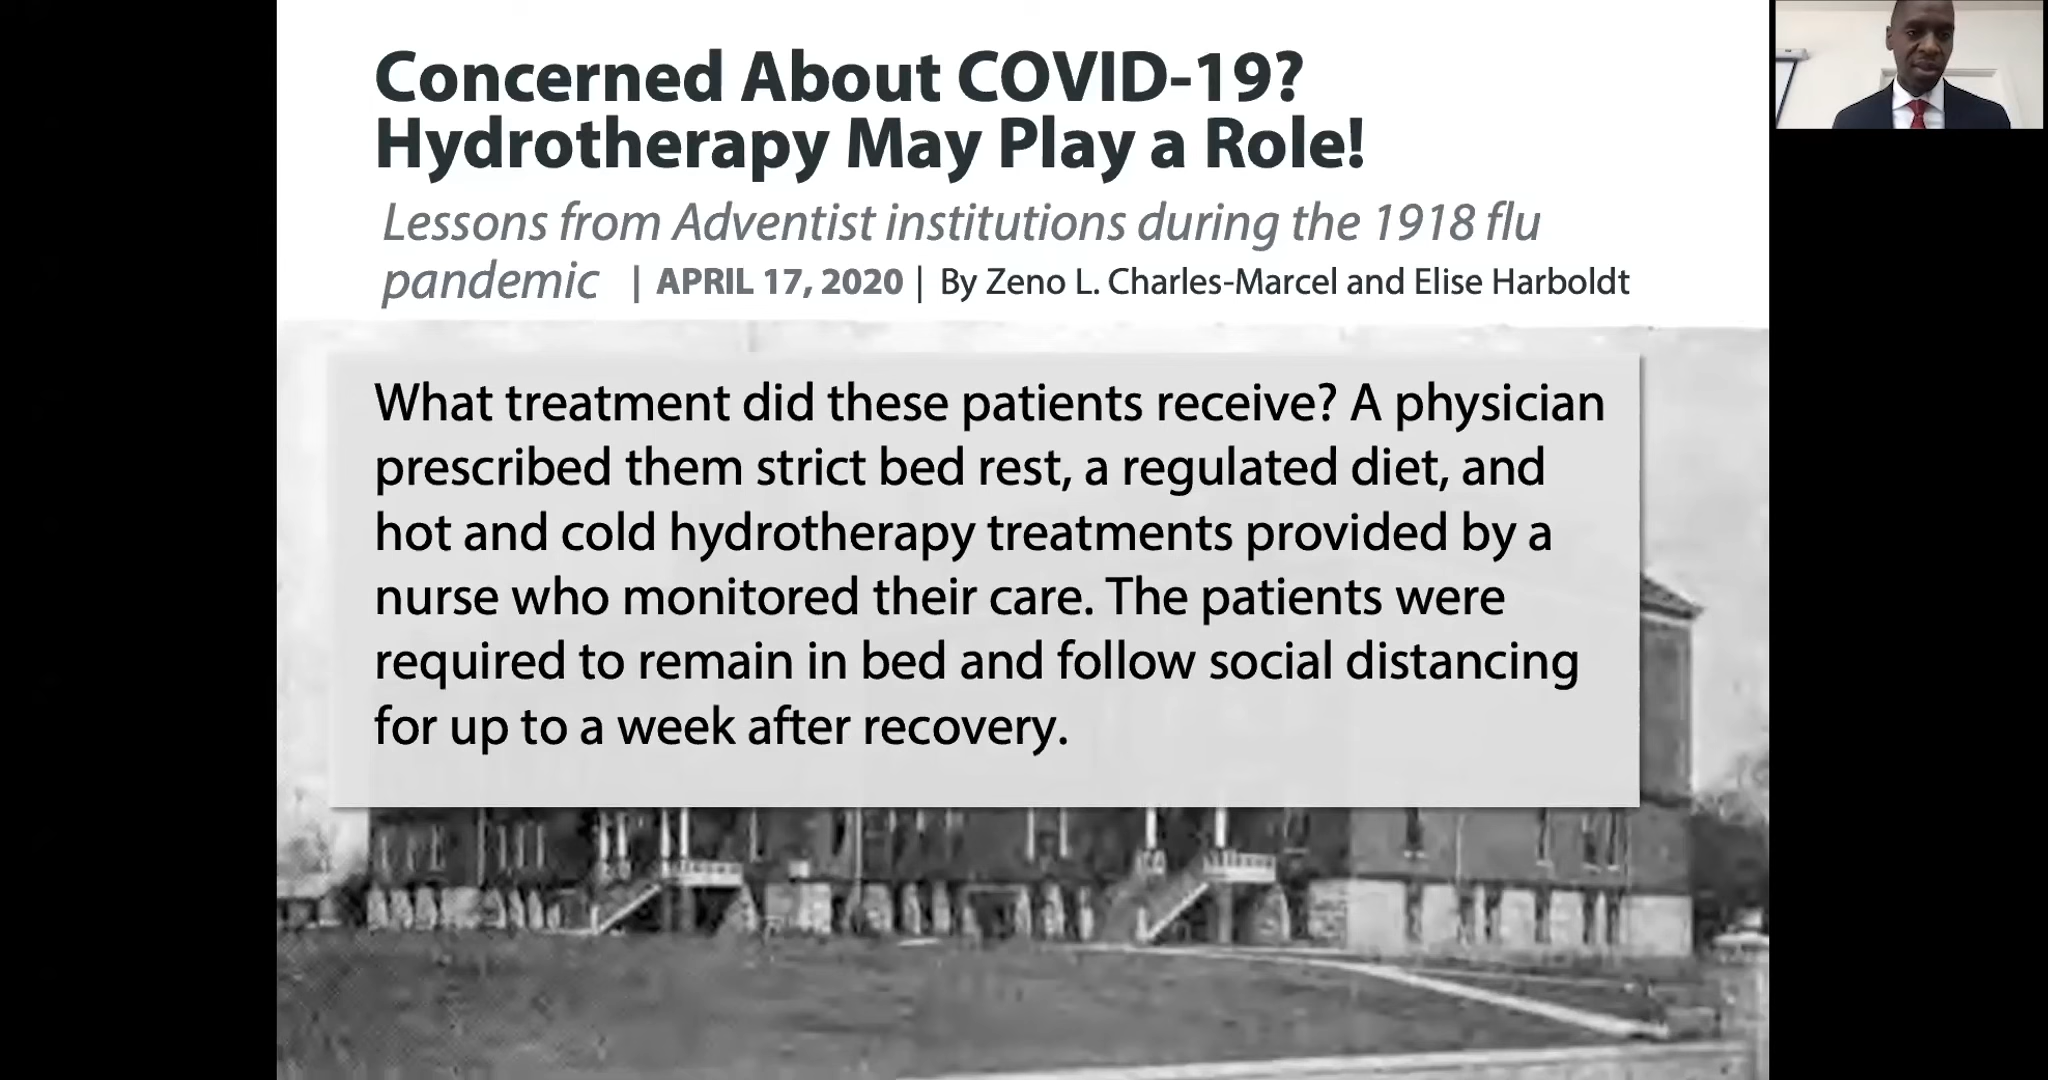 Concerned About COVID-19?
Hydrotherapy May Play a Role!
Lessons from Adventist institutions during the 1918 flu
pandemic | APRIL 17, 2020 | By Zeno L. Charles-Marcel and Elise Harboldt
What treatment did these patients receive? A physician
prescribed them strict bed rest, a regulated diet, and
hot and cold hydrotherapy treatments provided by a
nurse who monitored their care. The patients were
required to remain in bed and follow social distancing
for up to a week after recovery.